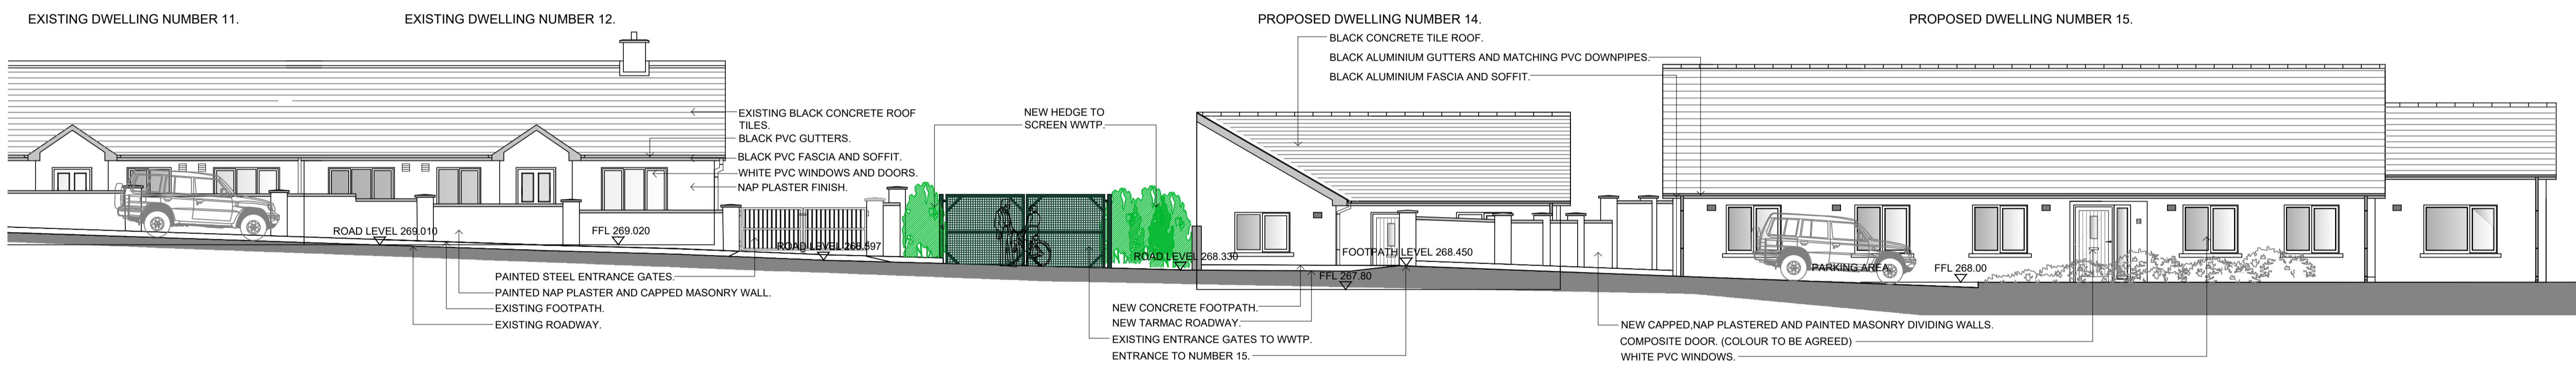 EXISTING DWELLING NUMBER 11.
EXISTING DWELLING NUMBER 12.
PROPOSED DWELLING NUMBER 14.
PROPOSED DWELLING NUMBER 15.
BLACK CONCRETE TILE ROOF.
BLACK ALUMINIUM GUTTERS AND MATCHING PVC DOWNPIPES.
BLACK ALUMINIUM FASCIA AND SOFFIT.
EXISTING BLACK CONCRETE ROOF
TILES.
BLACK PVC GUTTERS.
BLACK PVC FASCIA AND SOFFIT.
WHITE PVC WINDOWS AND DOORS.
NAP PLASTER FINISH.
NEW HEDGE TO
SCREEN WWTP.
ROAD LEVEL 269.010
FFL 269.020
ROAD LEVEL 268.597
ROAD LEVEL 268.330
FOOTPATH LEVEL 268.450
FFL 267.80
PARKING AREA
FFL 268.00
PAINTED STEEL ENTRANCE GATES.
PAINTED NAP PLASTER AND CAPPED MASONRY WALL.
EXISTING FOOTPATH.
EXISTING ROADWAY.
NEW CONCRETE FOOTPATH.
NEW TARMAC ROADWAY.
EXISTING ENTRANCE GATES TO WWTP.
ENTRANCE TO NUMBER 15.
NEW CAPPED,NAP PLASTERED AND PAINTED MASONRY DIVIDING WALLS.
COMPOSITE DOOR. (COLOUR TO BE AGREED)
WHITE PVC WINDOWS.